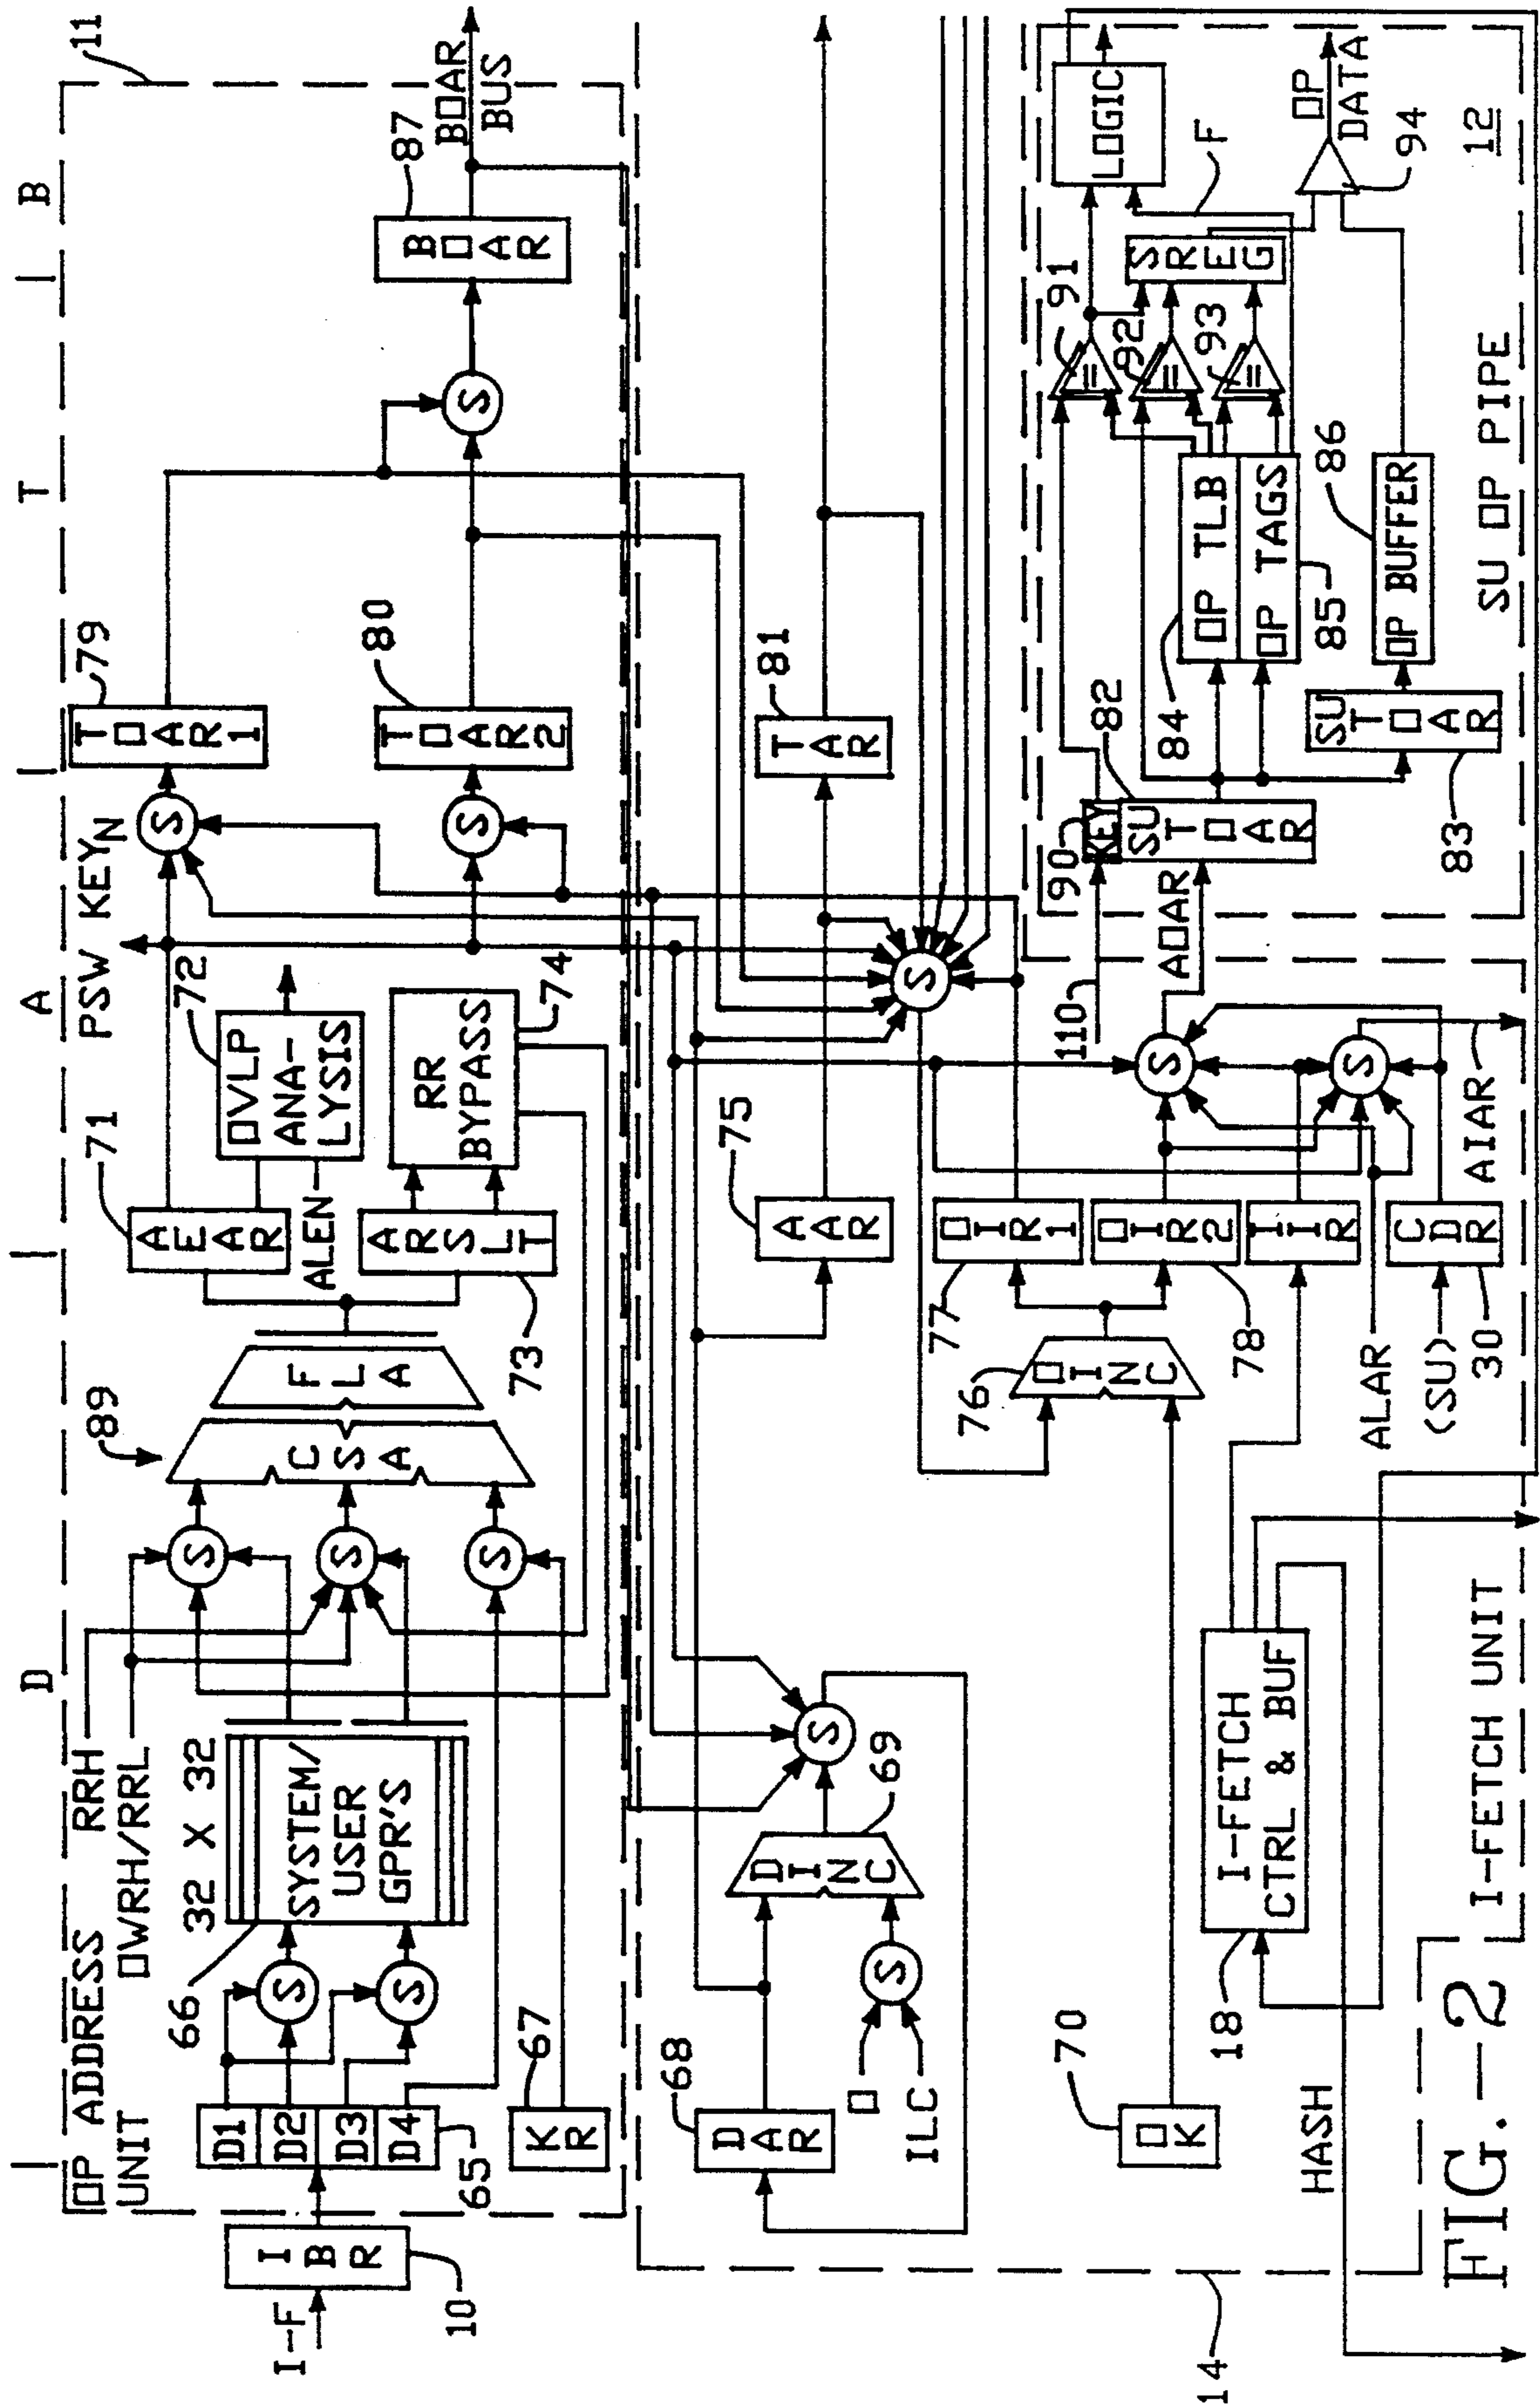 D | A | T | B
11
OP ADDRESS
UNIT
RRH
OWRH/RRL
32 X 32
SYSTEM/
USER
GPR'S
66
I-F
IBR
10
D1
D2
D3
D4
65
KR
67
S
S
S
S
S
89
CSA
FLA
71
AEAR
ALEN
72
OVLP
ANA-
LYSIS
ARSLT
73
RR
BYPASS
74
PSW KEYN
S
S
79
TOAR1
80
TOAR2
S
87
BOAR
BOAR
BUS
68
DAR
0
ILC
S
DINC
69
S
75
AAR
81
TAR
S
70
OK
76
OINC
77
OIR1
OIR2
78
IIR
CDR
30
ALAR
(SU)
S
S
AOAR
AIAR
110
18
I-FETCH
CTRL & BUF
HASH
14
I-FETCH UNIT
90
KEY
SU
TOAR
82
84
OP TLB
OP TAGS
85
SU
TOAR
83
OP BUFFER
86
=
91
=
92
=
93
SREG
LOGIC
F
OP
DATA
94
12
SU OP PIPE
FIG.-2